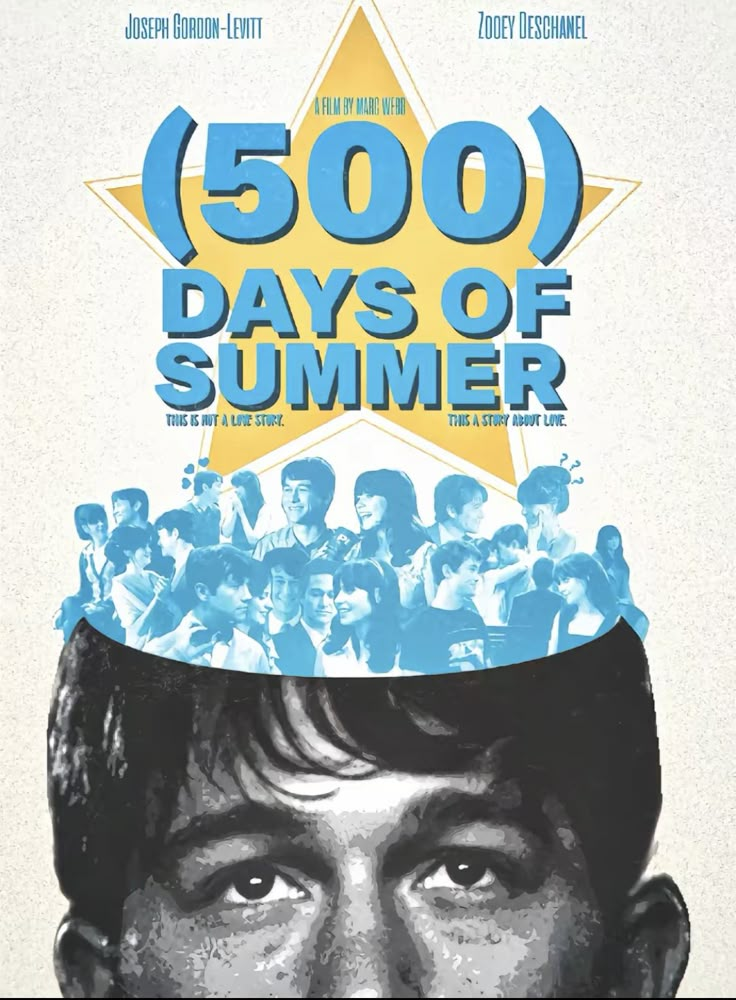 JOSEPH GORDON-LEVITT
ZOOEY DESCHANEL
A FILM BY MARC WEBB
(500)
DAYS OF
SUMMER
THIS IS NOT A LOVE STORY.
THIS A STORY ABOUT LOVE.
? ? ?